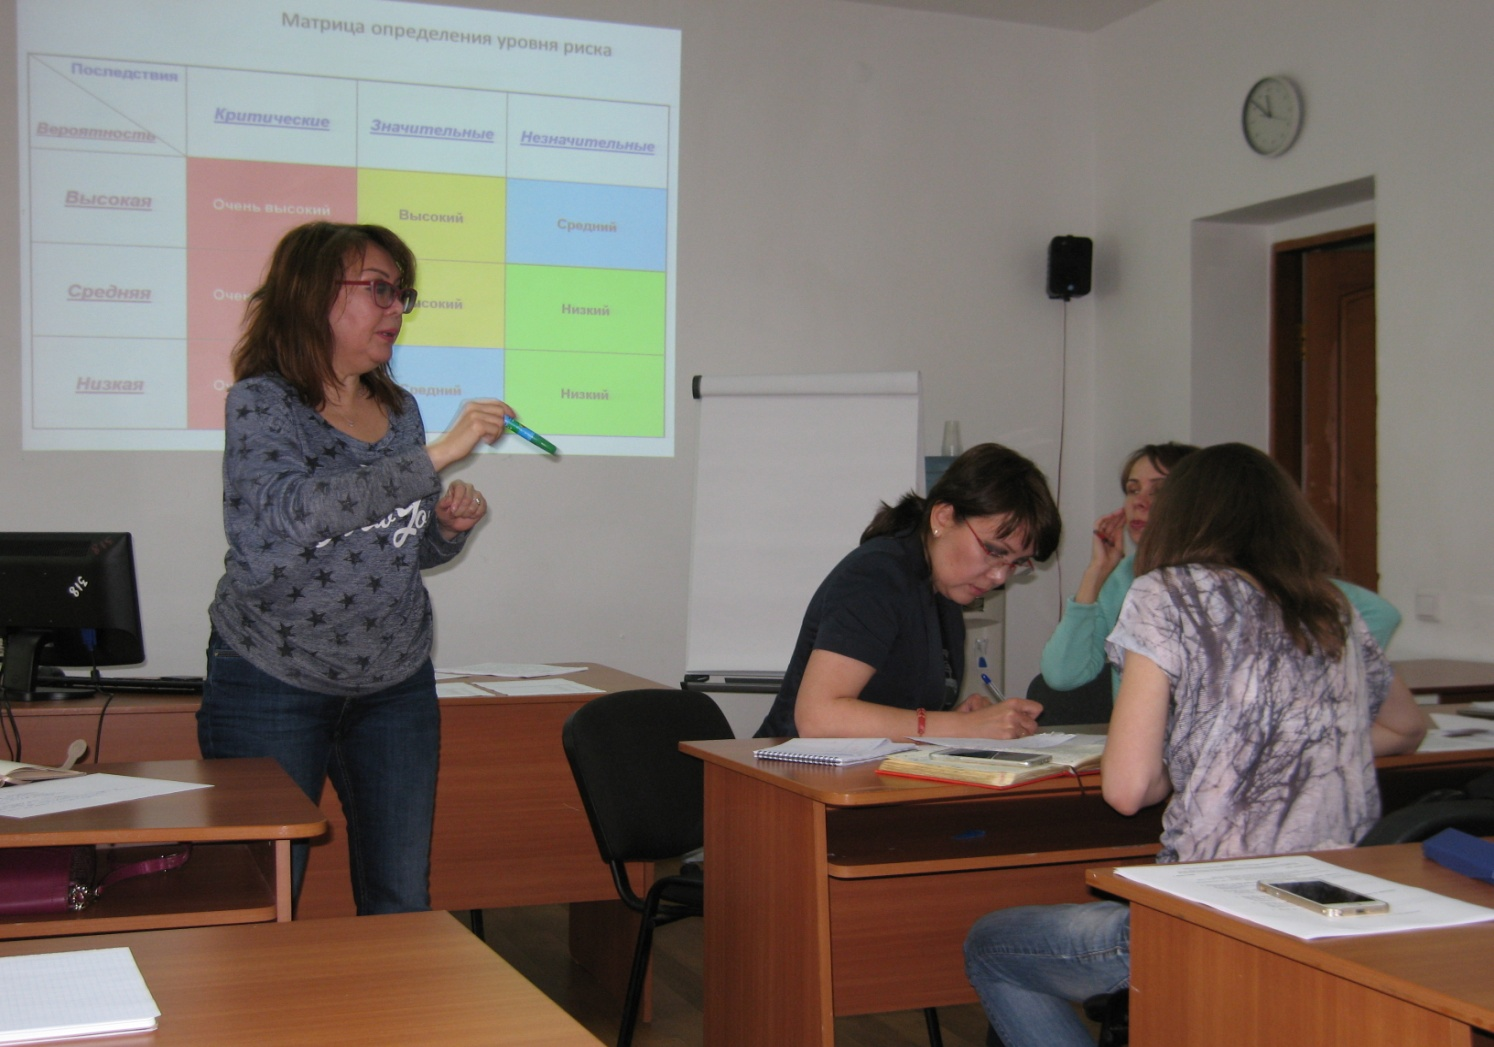 Матрица определения уровня риска
Последствия
Вероятность
Критические
Значительные
Незначительные
Высокая
Очень высокий
Высокий
Средний
Средняя
Низкий
Низкая
Средний
Низкий
318